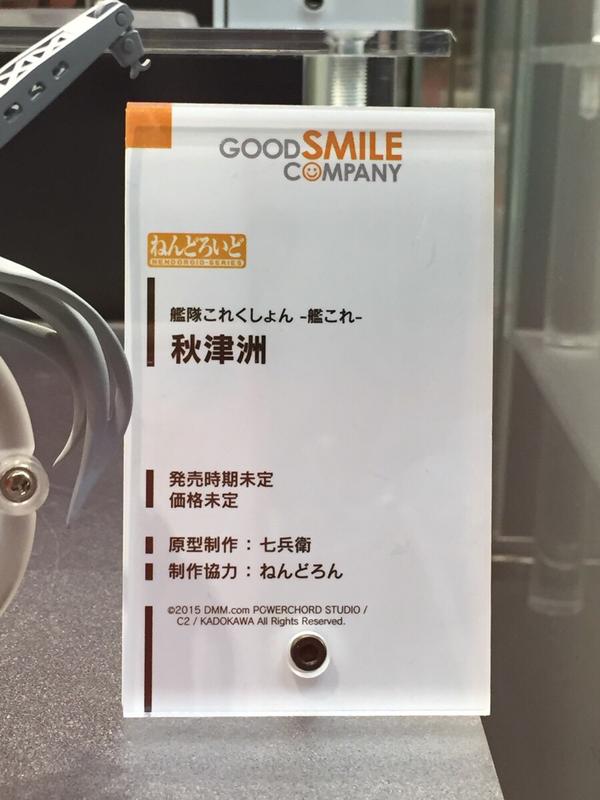 GOOD SMILE
COMPANY
ねんどろいど
NENDOROID-SERIES
艦隊これくしょん -艦これ-
秋津洲
発売時期未定
価格未定
原型制作：七兵衛
制作協力：ねんどろん
©2015 DMM.com POWERCHORD STUDIO /
C2 / KADOKAWA All Rights Reserved.